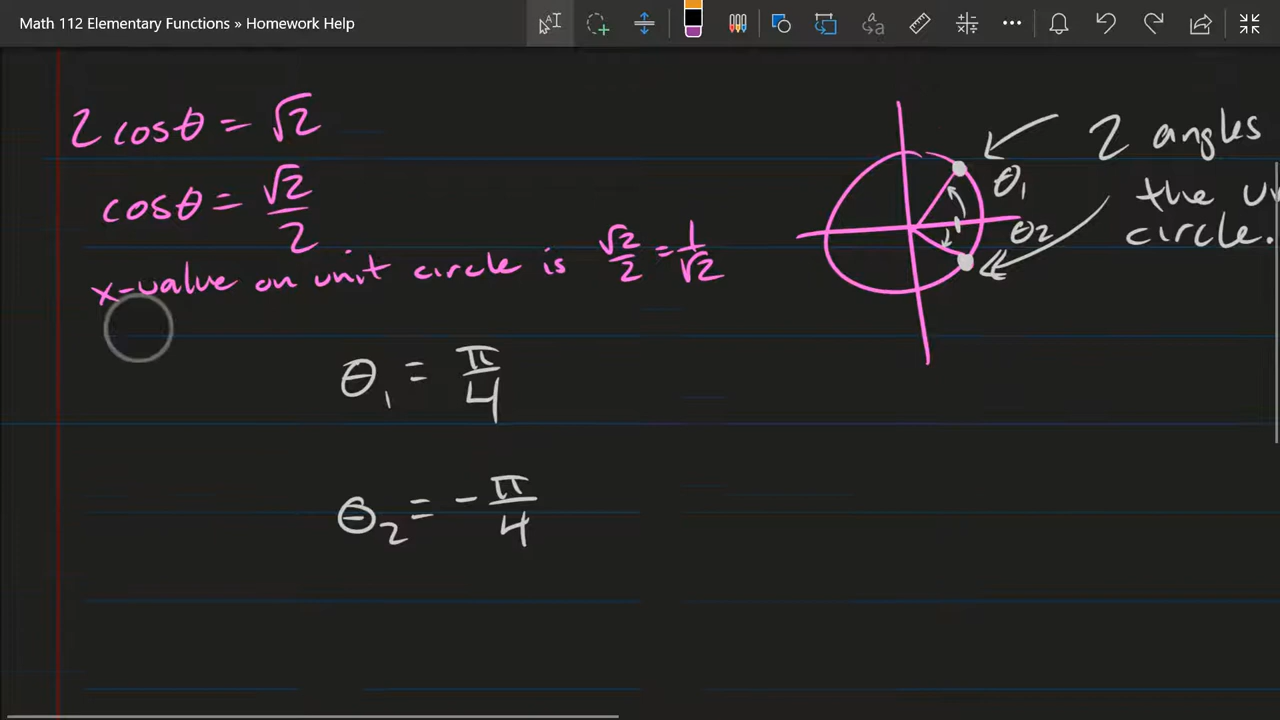 Math 112 Elementary Functions » Homework Help
2 cosθ = √2
cosθ = √2/2
x-value on unit circle is √2/2 = 1/√2
θ₁ = π/4
θ₂ = -π/4
θ₁
θ₂
2 angles
the
circle.